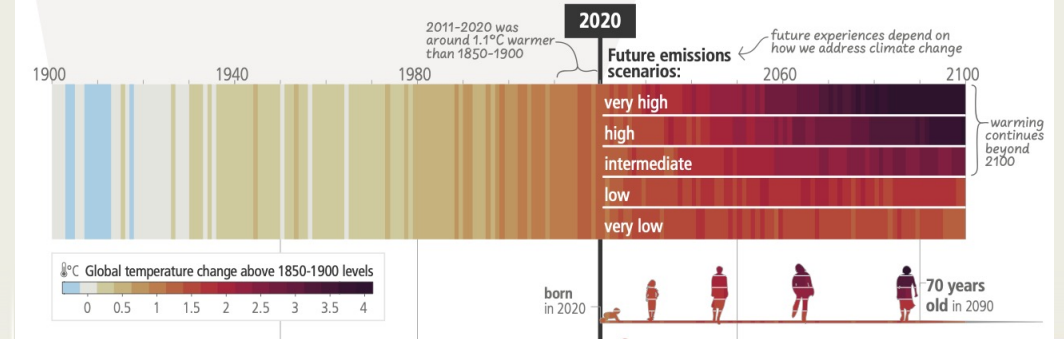 2011-2020 was
around 1.1°C warmer
than 1850-1900
2020
future experiences depend on
how we address climate change
Future emissions
scenarios:
1900 1940 1980 2060 2100
very high
high
intermediate
low
very low
warming
continues
beyond
2100
°C Global temperature change above 1850-1900 levels
0 0.5 1 1.5 2 2.5 3 3.5 4
born
in 2020
70 years
old in 2090